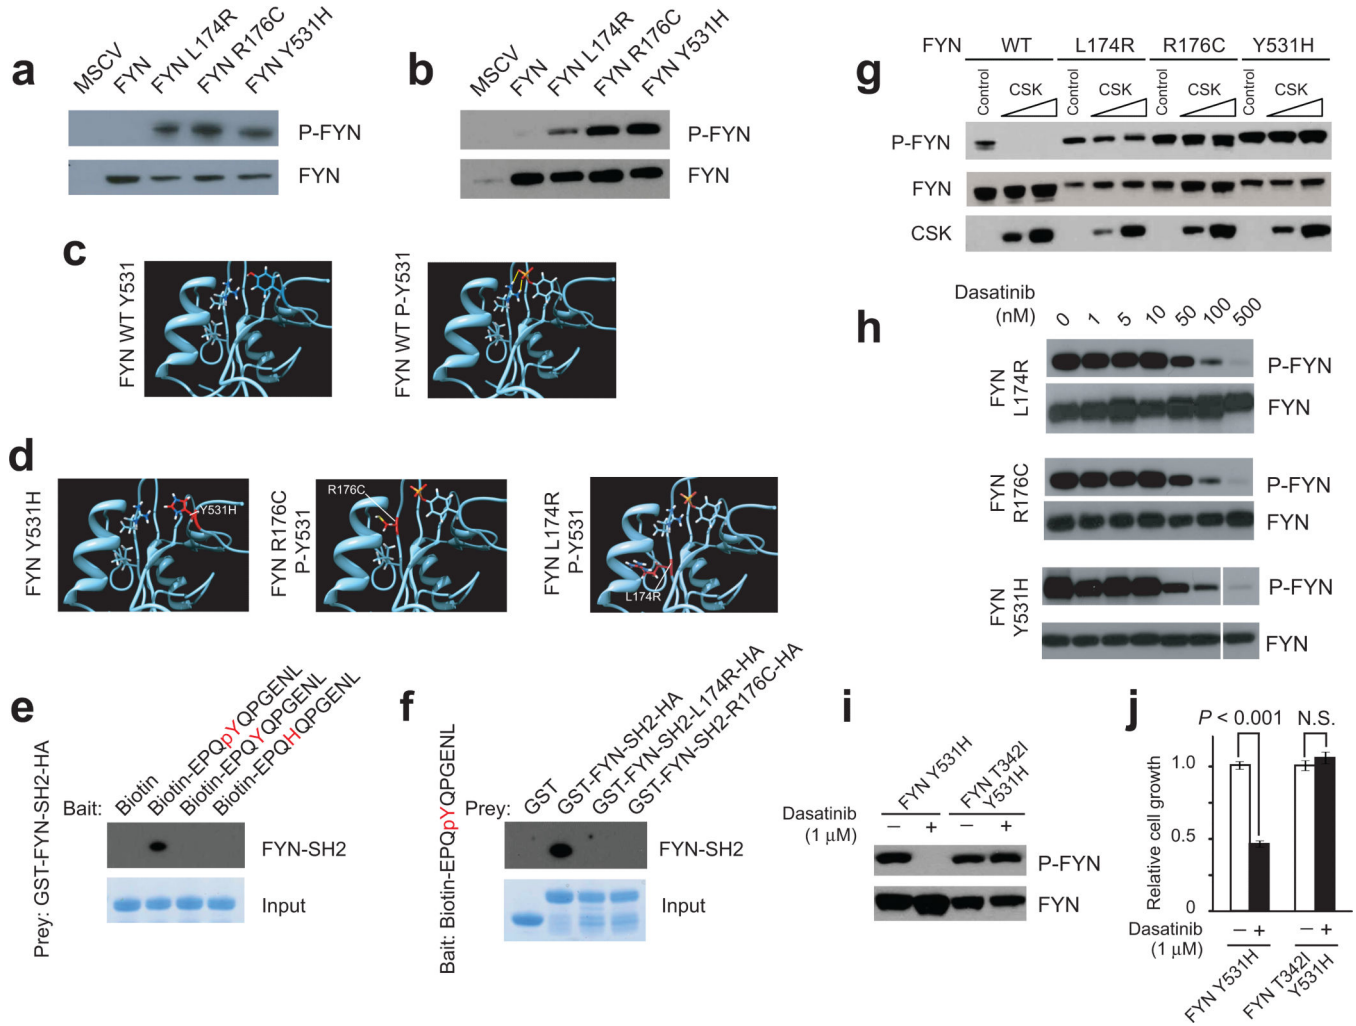 a
MSCV
FYN
FYN L174R
FYN R176C
FYN Y531H
P-FYN
FYN
b
MSCV
FYN
FYN L174R
FYN R176C
FYN Y531H
P-FYN
FYN
c
FYN WT Y531
FYN WT P-Y531
d
FYN Y531H
Y531H
FYN R176C
P-Y531
R176C
FYN L174R
P-Y531
L174R
e
Prey: GST-FYN-SH2-HA
Bait:
Biotin
Biotin-EPQpYQPGENL
Biotin-EPQYQPGENL
Biotin-EPQHQPGENL
FYN-SH2
Input
f
Bait: Biotin-EPQpYQPGENL
Prey:
GST
GST-FYN-SH2-HA
GST-FYN-SH2-L174R-HA
GST-FYN-SH2-R176C-HA
FYN-SH2
Input
g
FYN WT L174R R176C Y531H
Control CSK Control CSK Control CSK Control CSK
P-FYN
FYN
CSK
h
Dasatinib
(nM)
0 1 5 10 50 100 500
FYN
L174R
P-FYN
FYN
FYN
R176C
P-FYN
FYN
FYN
Y531H
P-FYN
FYN
i
FYN Y531H
FYN T342I
Y531H
Dasatinib
(1 µM)
– + – +
P-FYN
FYN
j
P < 0.001 N.S.
Relative cell growth
1.0
0.5
0
Dasatinib
(1 µM)
– + – +
FYN Y531H
FYN T342I
Y531H